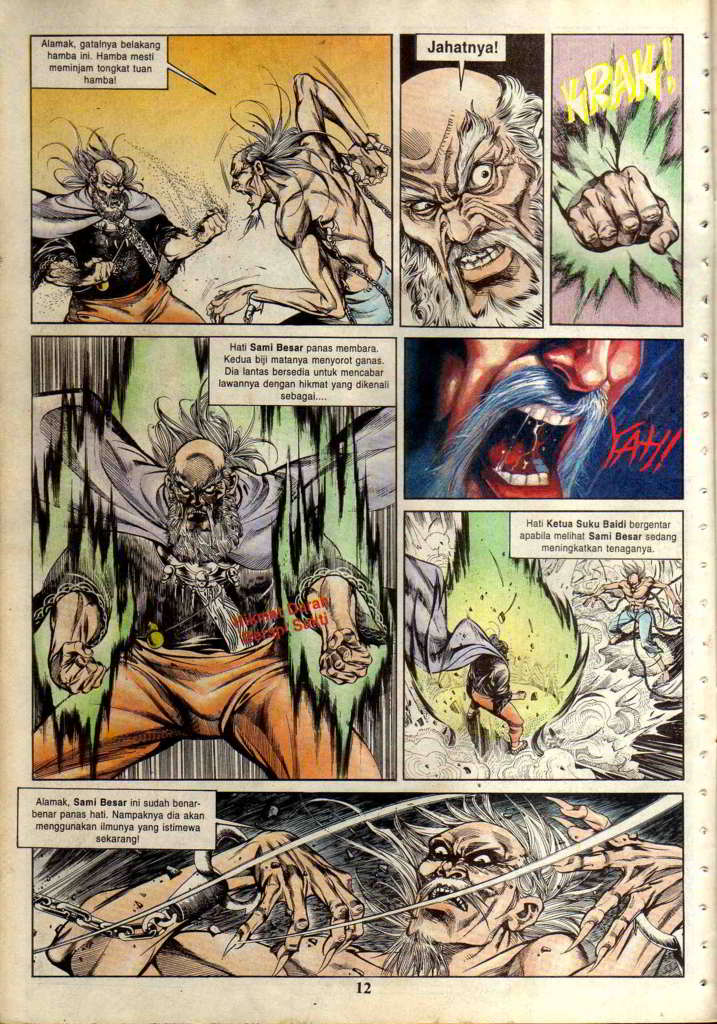 Alamak, gatalnya belakang
hamba ini. Hamba mesti
meminjam tongkat tuan
hamba!
Jahatnya!
KRAK!
Hati Sami Besar panas membara.
Kedua biji matanya menyorot ganas.
Dia lantas bersedia untuk mencabar
lawannya dengan hikmat yang dikenali
sebagai....
Darah
Sakti
YAH!
Hati Ketua Suku Baidi bergentar
apabila melihat Sami Besar sedang
meningkatkan tenaganya.
Alamak, Sami Besar ini sudah benar-
benar panas hati. Nampaknya dia akan
menggunakan ilmunya yang istimewa
sekarang!
12